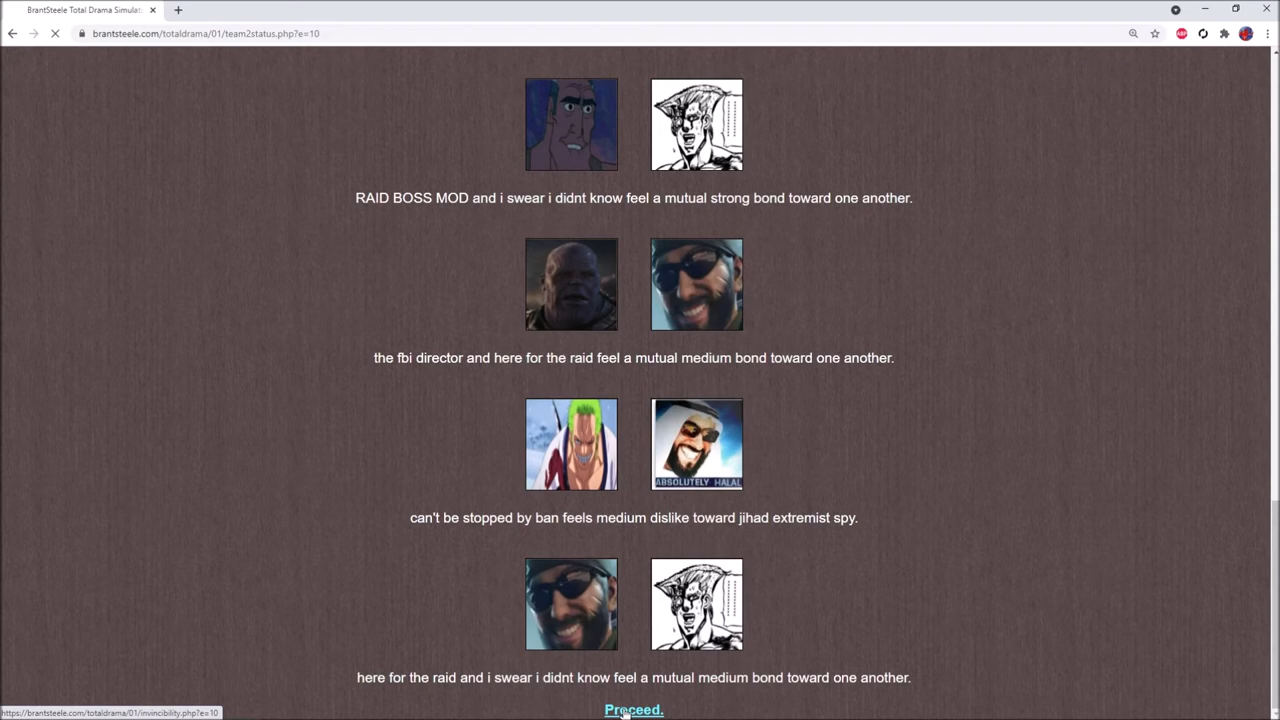 BrantSteele Total Drama Simulat
brantsteele.com/totaldrama/01/team2status.php?e=10
ABP
RAID BOSS MOD and i swear i didnt know feel a mutual strong bond toward one another.
the fbi director and here for the raid feel a mutual medium bond toward one another.
ABSOLUTELY HALAL
can't be stopped by ban feels medium dislike toward jihad extremist spy.
here for the raid and i swear i didnt know feel a mutual medium bond toward one another.
Proceed.
https://brantsteele.com/totaldrama/01/invincibility.php?e=10